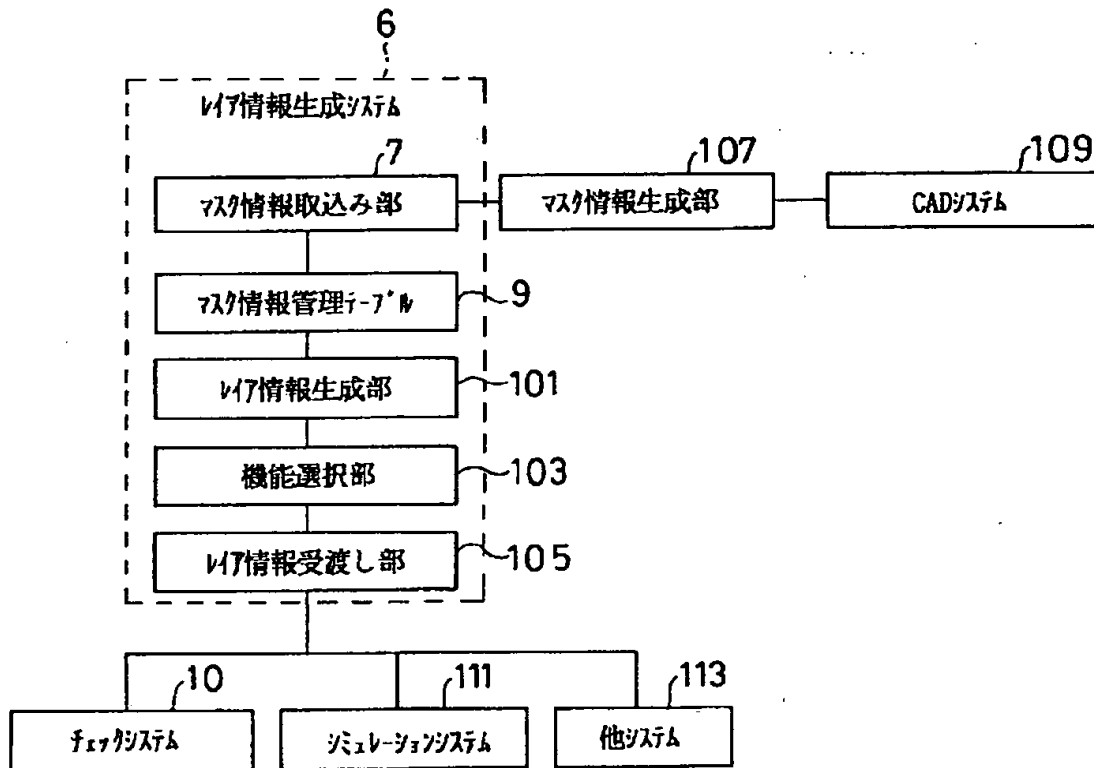 6
レイア情報生成システム
7
107
109
マスク情報取込み部
マスク情報生成部
CADシステム
マスク情報管理テーブル
9
レイア情報生成部
101
機能選択部
103
レイア情報受渡し部
105
10
111
113
チェックシステム
シミュレーションシステム
他システム